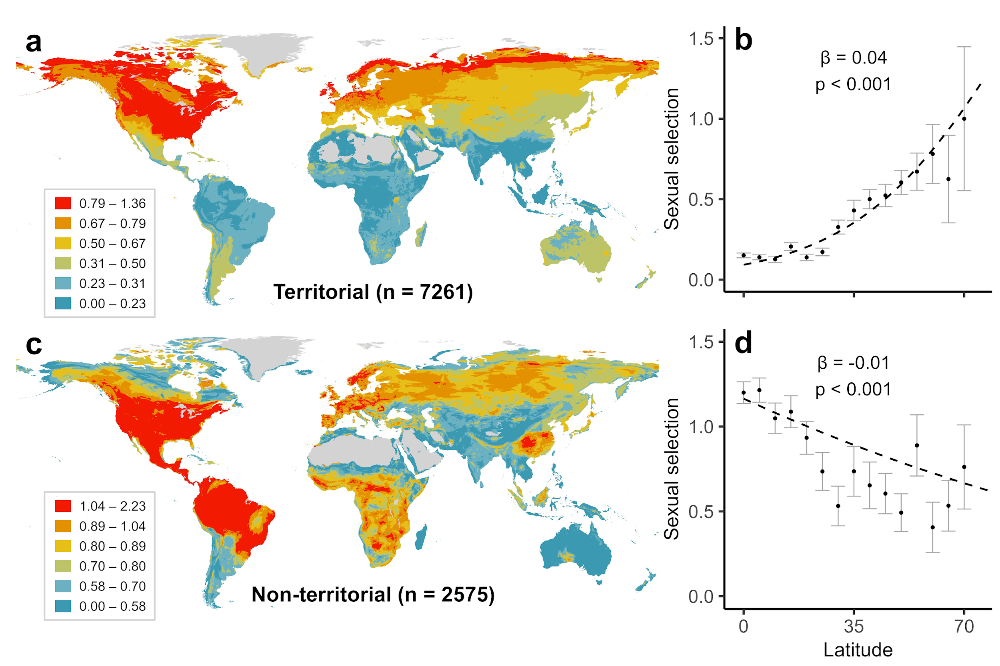 a
0.79 – 1.36
0.67 – 0.79
0.50 – 0.67
0.31 – 0.50
0.23 – 0.31
0.00 – 0.23
Territorial (n = 7261)
b
β = 0.04
p < 0.001
Sexual selection
1.5
1.0
0.5
0.0
c
1.04 – 2.23
0.89 – 1.04
0.80 – 0.89
0.70 – 0.80
0.58 – 0.70
0.00 – 0.58
Non-territorial (n = 2575)
d
β = -0.01
p < 0.001
Sexual selection
1.5
1.0
0.5
0.0
0 35 70
Latitude